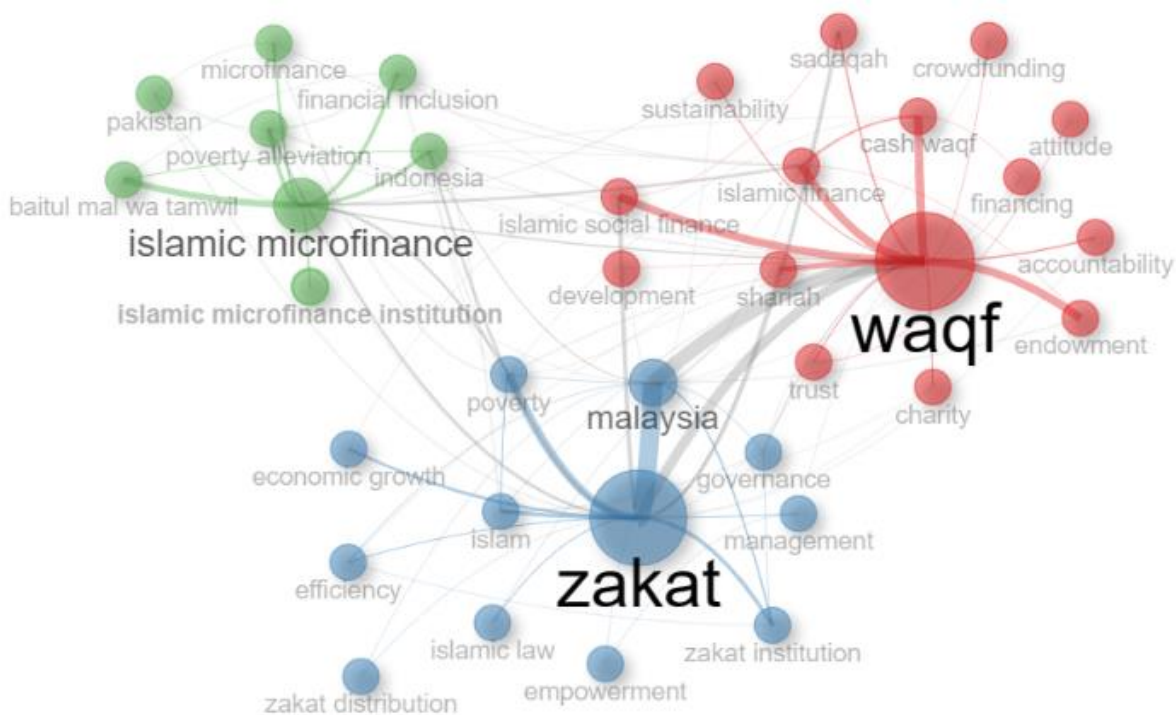 sadaqah
crowdfunding
microfinance
financial inclusion
sustainability
pakistan
cash waqf
attitude
poverty alleviation
indonesia
islamic finance
financing
baitul mal wa tamwil
islamic social finance
islamic microfinance
accountability
development
shariah
islamic microfinance institution
waqf
endowment
trust
charity
poverty
malaysia
economic growth
governance
islam
management
zakat
efficiency
islamic law
zakat institution
zakat distribution
empowerment